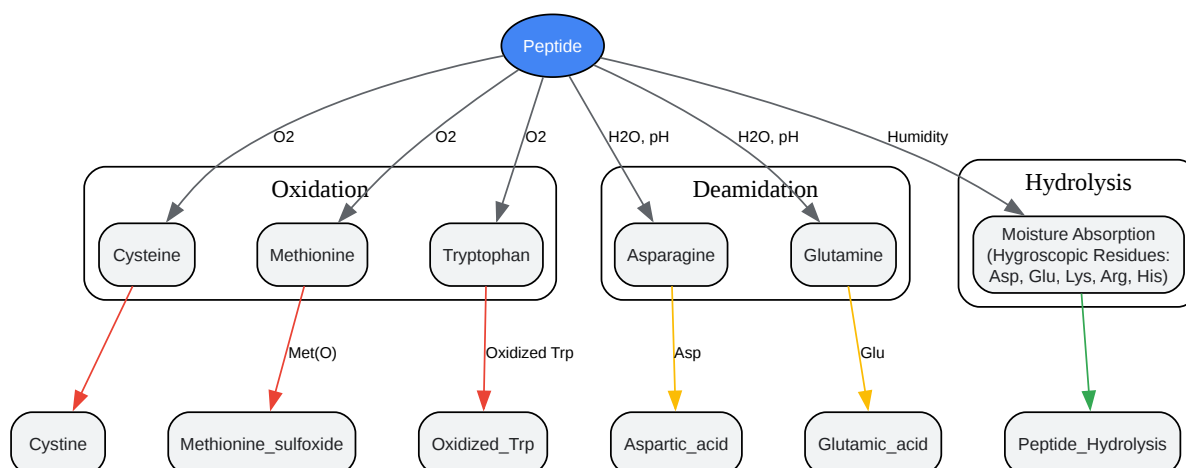 Peptide
O2
O2
O2
H2O, pH
H2O, pH
Humidity
Oxidation
Deamidation
Hydrolysis
Cysteine
Methionine
Tryptophan
Asparagine
Glutamine
Moisture Absorption
(Hygroscopic Residues:
Asp, Glu, Lys, Arg, His)
Met(O)
Oxidized Trp
Asp
Glu
Cystine
Methionine_sulfoxide
Oxidized_Trp
Aspartic_acid
Glutamic_acid
Peptide_Hydrolysis